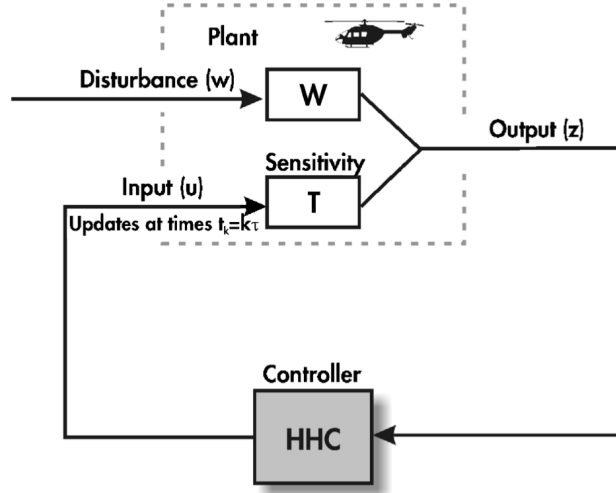 Plant
Disturbance (w)
W
Output (z)
Sensitivity
Input (u)
T
Updates at times tₖ=kτ
Controller
HHC